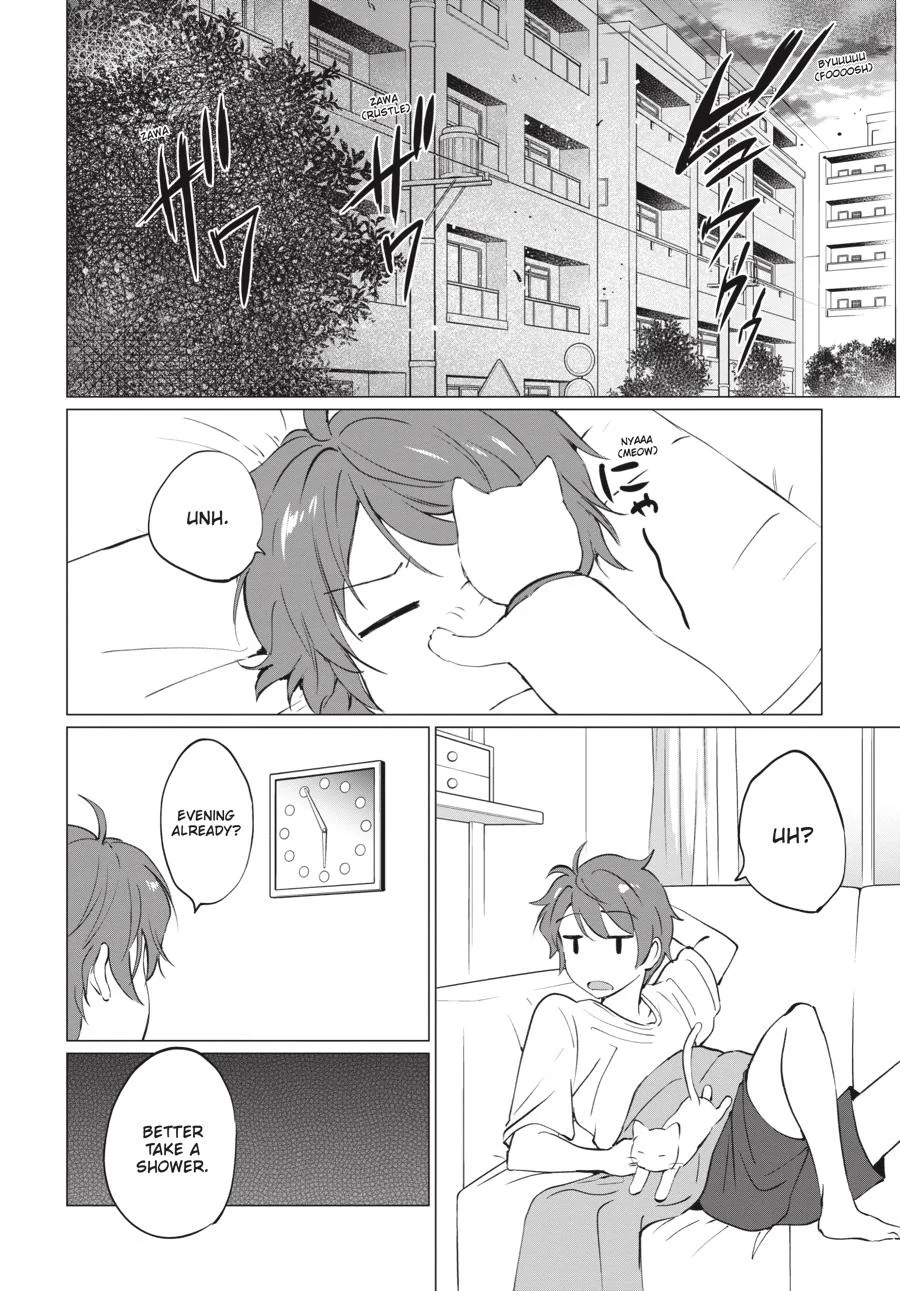 BYUUUUU
(FOOOOSH)
ビュウウウ
ZAWA
(RUSTLE)
ザワ
ZAWA
ザワ
NYAAA
(MEOW)
にゃぁ
UNH.
UH?
EVENING
ALREADY?
BETTER
TAKE A
SHOWER.